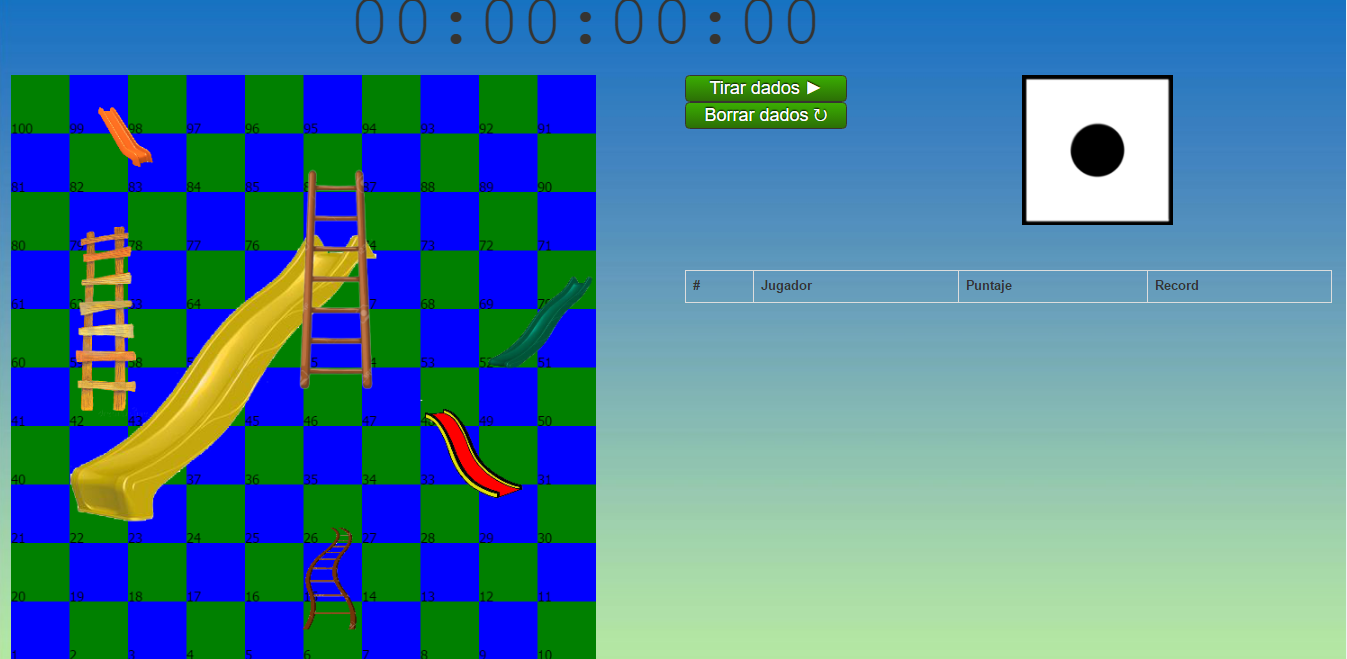 00:00:00:00
Tirar dados ►
Borrar dados ↻
# Jugador Puntaje Record
100 99 98 97 96 95 94 93 92 91
81 82 83 84 85 87 88 89 90
80 78 77 76 73 72 71
61 64 68 69
60 53 52 51
41 42 43 45 46 47 49 50
40 37 36 35 34 33 31
21 22 23 24 25 26 27 28 29 30
20 19 18 17 16 14 13 12 11
1 2 3 4 5 6 7 8 9 10